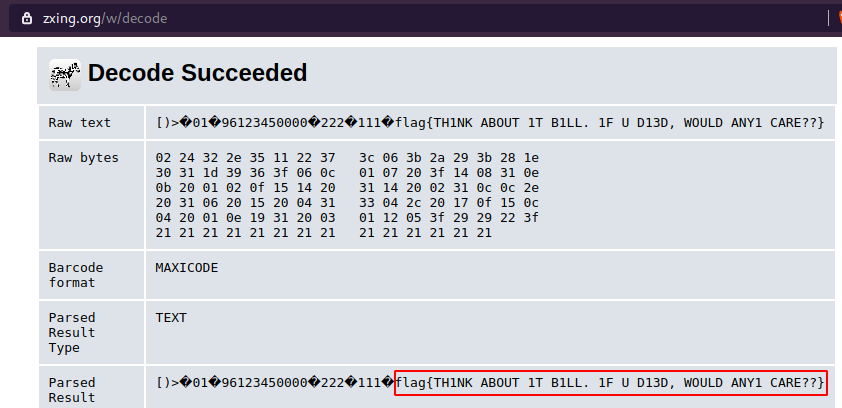 zxing.org/w/decode
Decode Succeeded
Raw text [)>�01�96123450000�222�111�flag{TH1NK ABOUT 1T B1LL. 1F U D13D, WOULD ANY1 CARE??}
Raw bytes 02 24 32 2e 35 11 22 37 3c 06 3b 2a 29 3b 28 1e
30 31 1d 39 36 3f 06 0c 01 07 20 3f 14 08 31 0e
0b 20 01 02 0f 15 14 20 31 14 20 02 31 0c 0c 2e
20 31 06 20 15 20 04 31 33 04 2c 20 17 0f 15 0c
04 20 01 0e 19 31 20 03 01 12 05 3f 29 29 22 3f
21 21 21 21 21 21 21 21 21 21 21 21 21 21
Barcode MAXICODE
format
Parsed TEXT
Result
Type
Parsed [)>�01�96123450000�222�111�flag{TH1NK ABOUT 1T B1LL. 1F U D13D, WOULD ANY1 CARE??}
Result